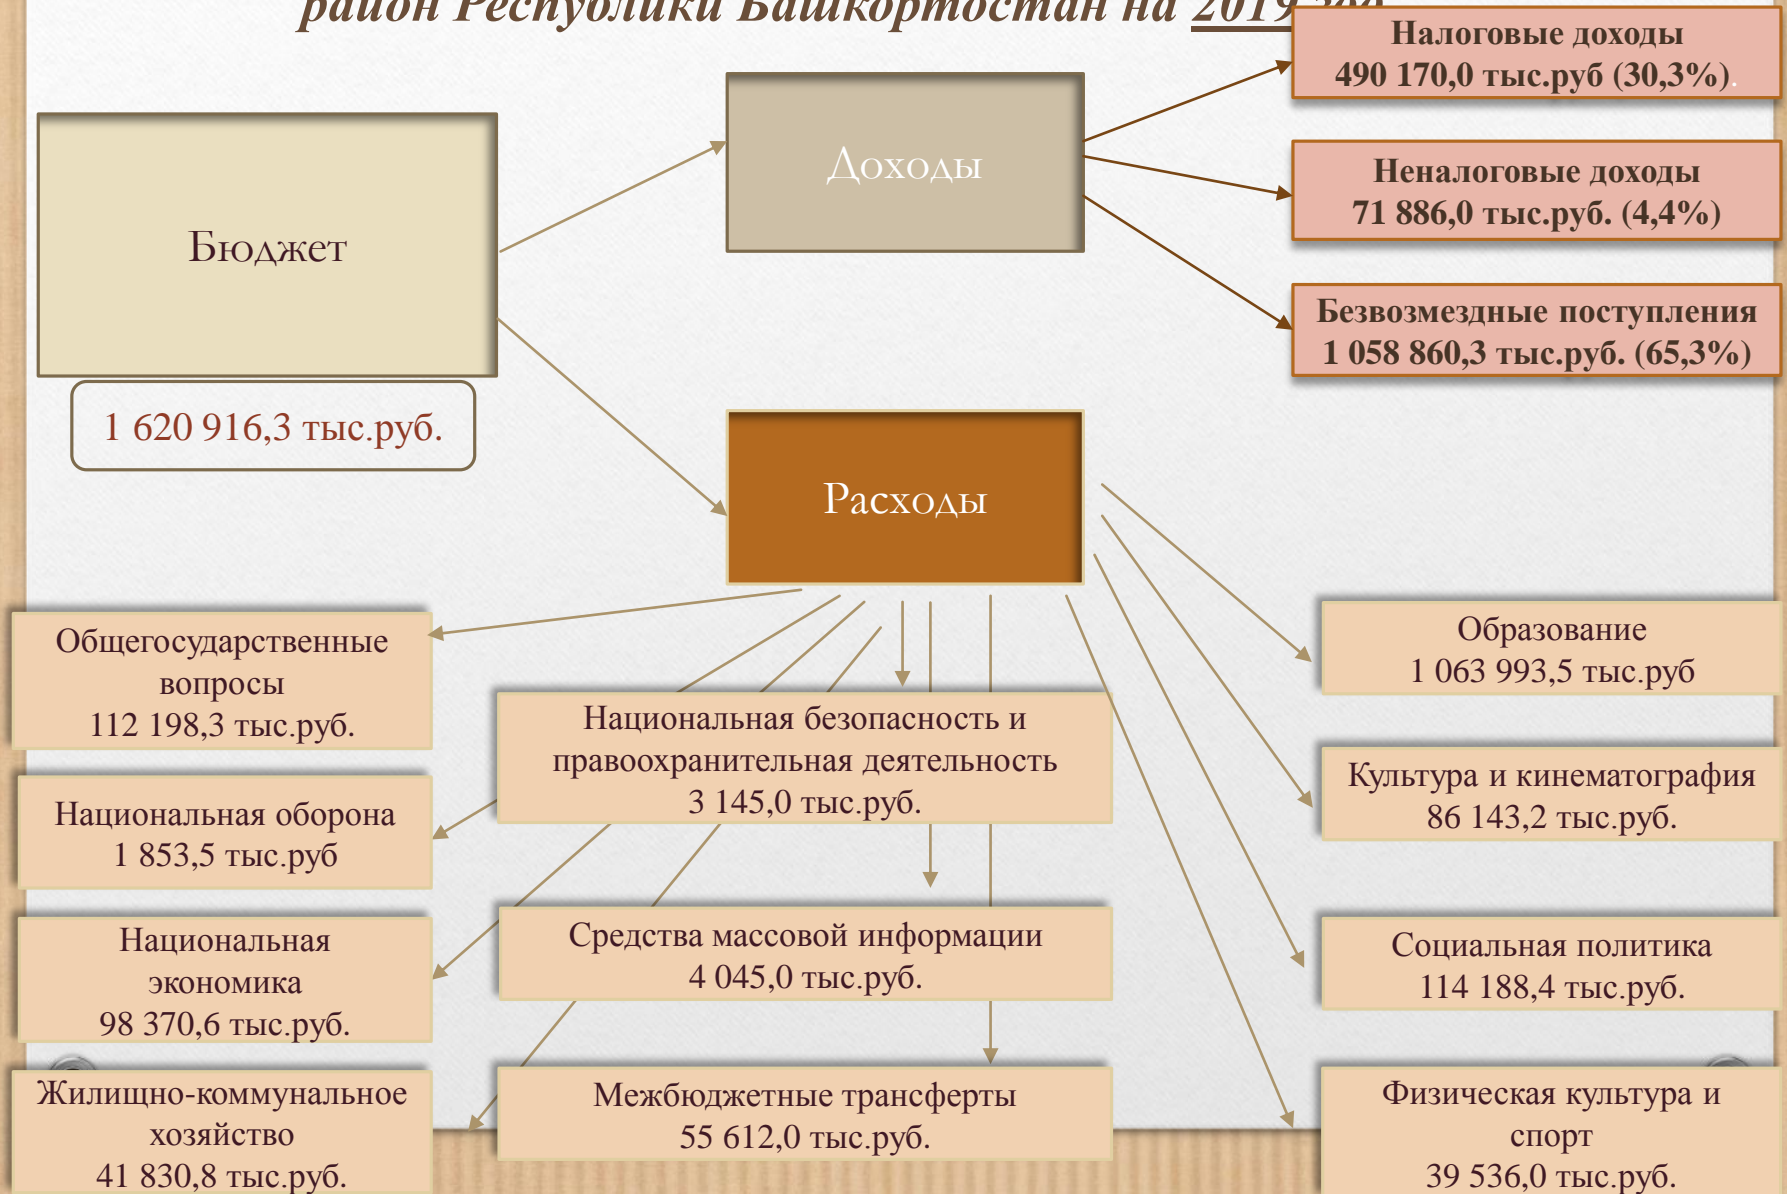 район Республики Башкортостан на 2019 год
Налоговые доходы
490 170,0 тыс.руб (30,3%).
Доходы
Неналоговые доходы
71 886,0 тыс.руб. (4,4%)
Бюджет
Безвозмездные поступления
1 058 860,3 тыс.руб. (65,3%)
1 620 916,3 тыс.руб.
Расходы
Общегосударственные
вопросы
112 198,3 тыс.руб.
Национальная оборона
1 853,5 тыс.руб
Национальная
экономика
98 370,6 тыс.руб.
Жилищно-коммунальное
хозяйство
41 830,8 тыс.руб.
Национальная безопасность и
правоохранительная деятельность
3 145,0 тыс.руб.
Средства массовой информации
4 045,0 тыс.руб.
Межбюджетные трансферты
55 612,0 тыс.руб.
Образование
1 063 993,5 тыс.руб
Культура и кинематография
86 143,2 тыс.руб.
Социальная политика
114 188,4 тыс.руб.
Физическая культура и
спорт
39 536,0 тыс.руб.